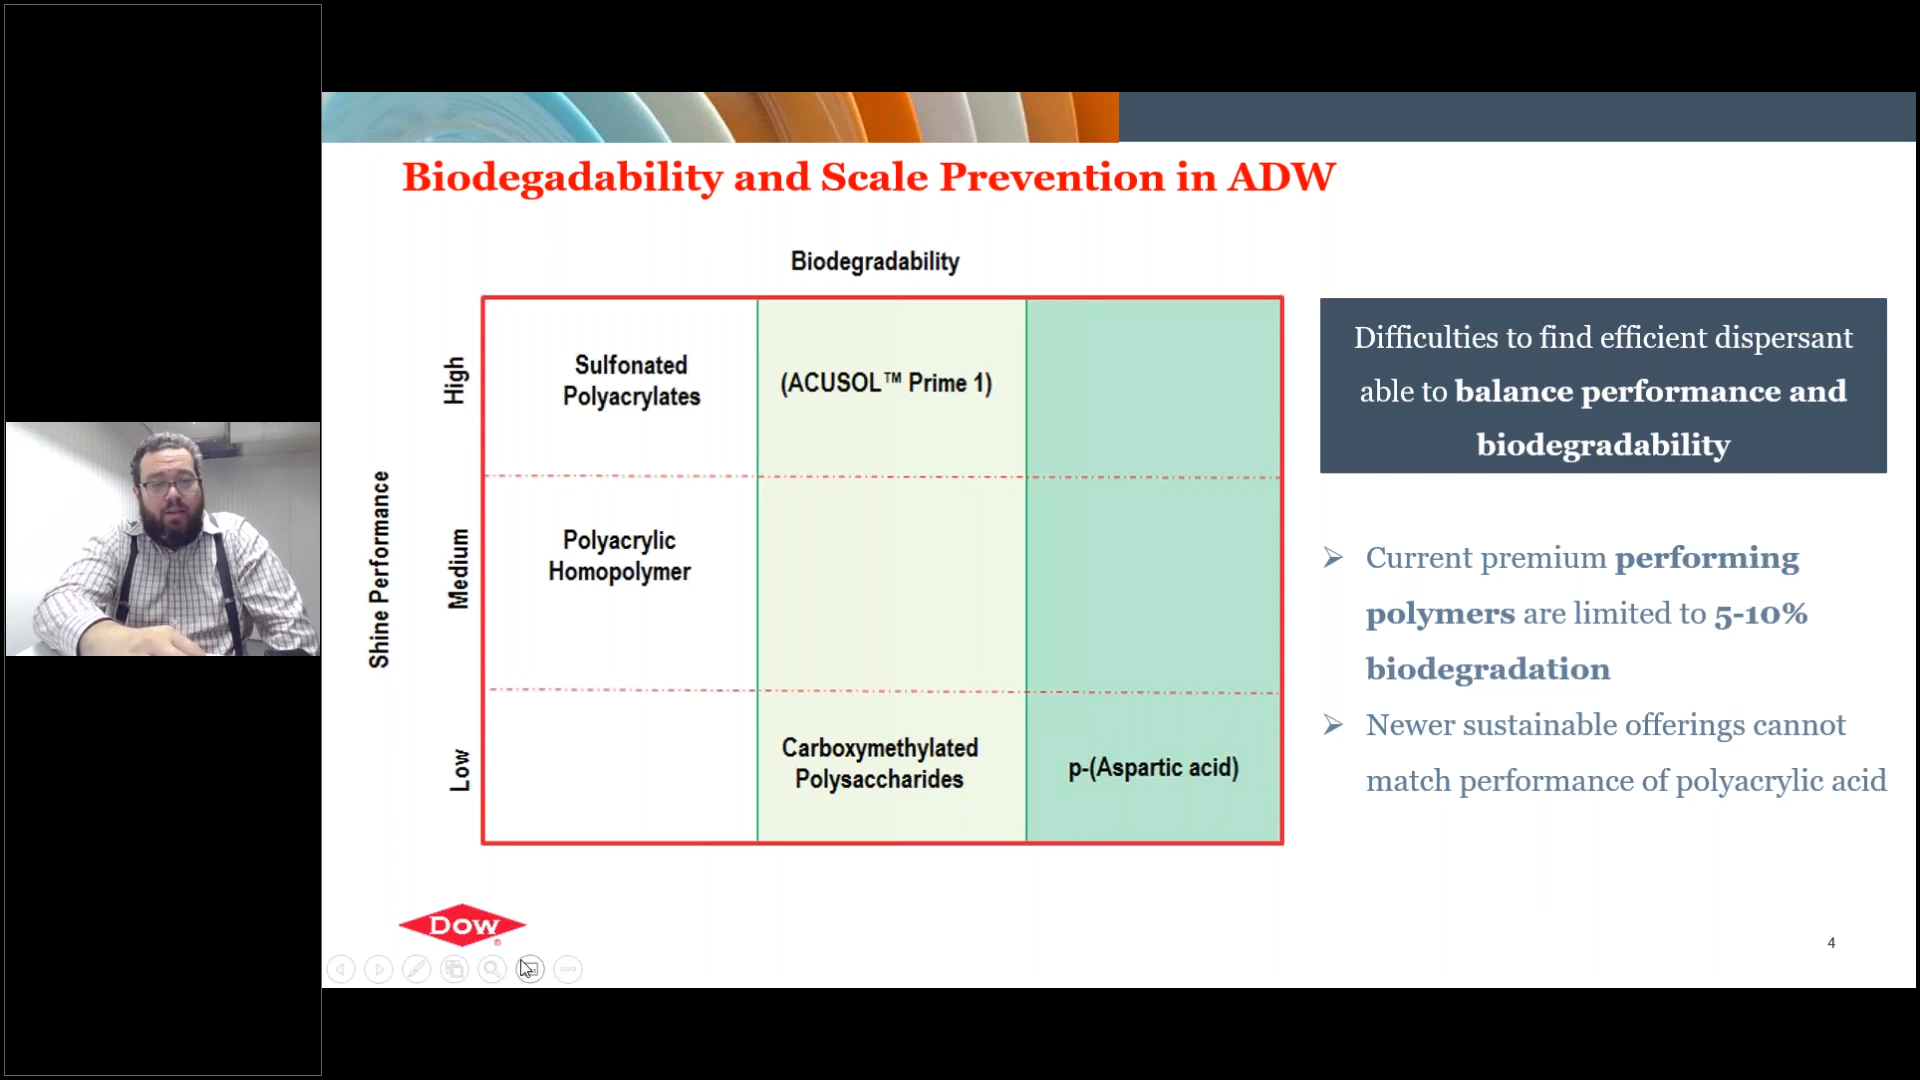 Biodegadability and Scale Prevention in ADW
Biodegradability
Shine Performance
High
Medium
Low
Sulfonated
Polyacrylates
(ACUSOL™ Prime 1)
Polyacrylic
Homopolymer
Carboxymethylated
Polysaccharides
p-(Aspartic acid)
Difficulties to find efficient dispersant
able to balance performance and
biodegradability
➢ Current premium performing
polymers are limited to 5-10%
biodegradation
➢ Newer sustainable offerings cannot
match performance of polyacrylic acid
DOW
®
4